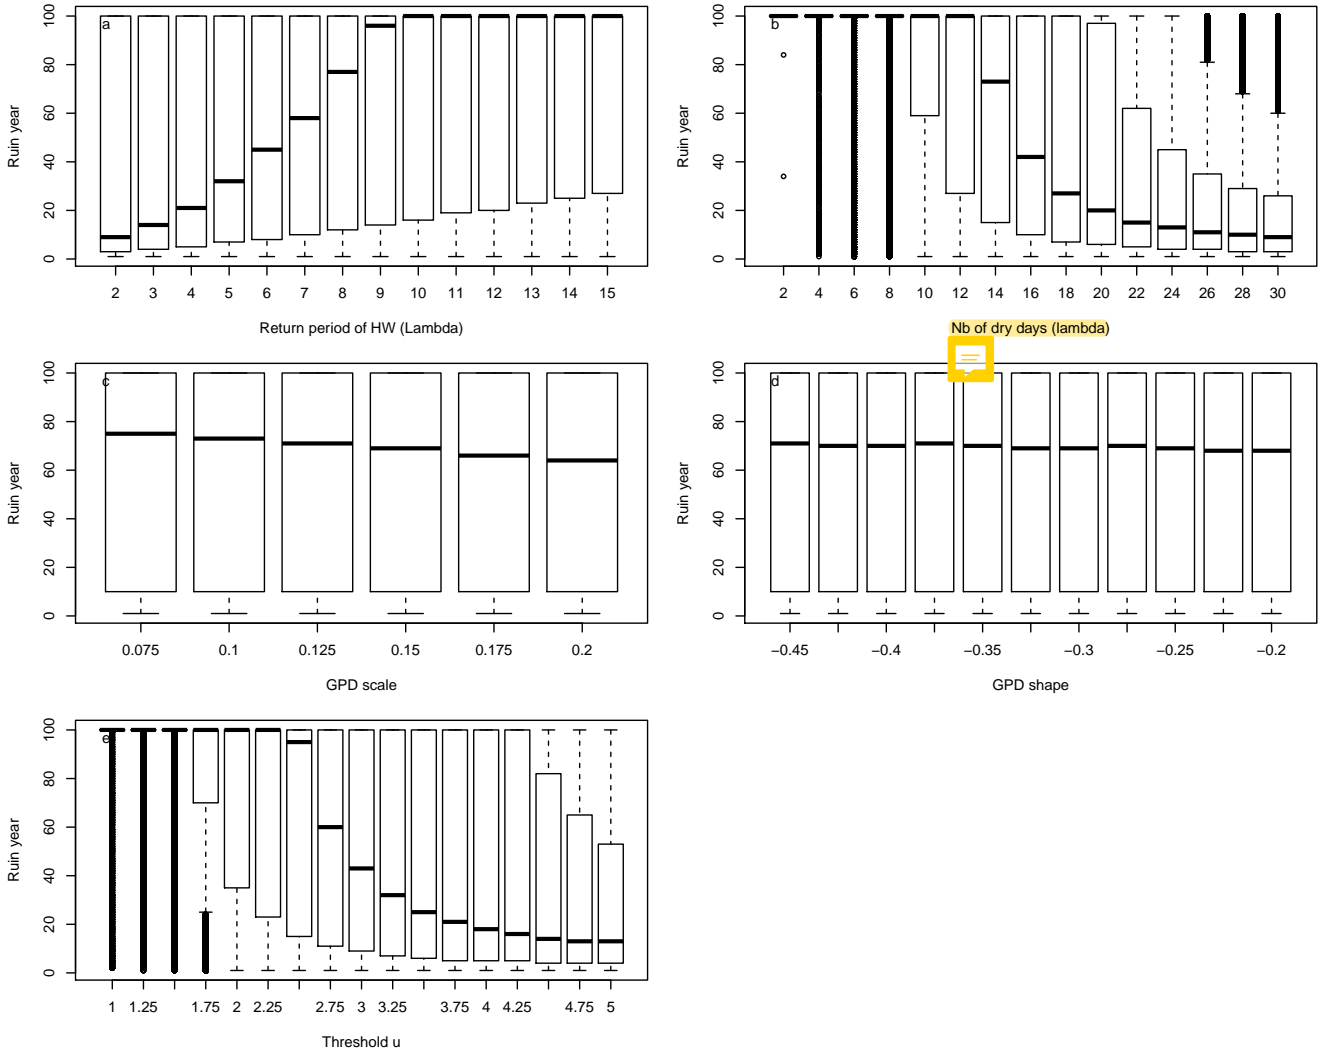 a
Ruin year
0 20 40 60 80 100
2 3 4 5 6 7 8 9 10 11 12 13 14 15
Return period of HW (Lambda)
b
Ruin year
0 20 40 60 80 100
2 4 6 8 10 12 14 16 18 20 22 24 26 28 30
Nb of dry days (lambda)
c
Ruin year
0 20 40 60 80 100
0.075 0.1 0.125 0.15 0.175 0.2
GPD scale
d
Ruin year
0 20 40 60 80 100
−0.45 −0.4 −0.35 −0.3 −0.25 −0.2
GPD shape
e
Ruin year
0 20 40 60 80 100
1 1.25 1.75 2 2.25 2.75 3 3.25 3.75 4 4.25 4.75 5
Threshold u